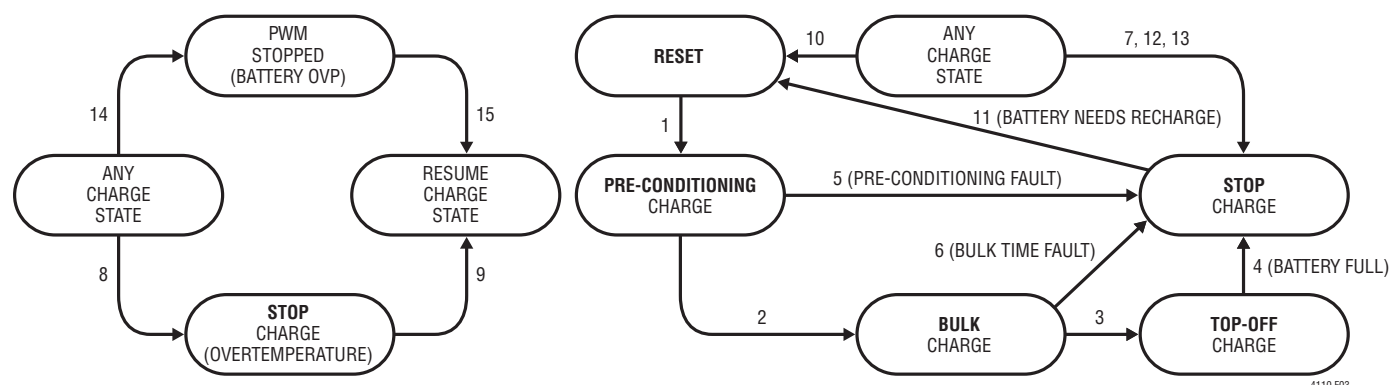 PWM
STOPPED
(BATTERY OVP)
14
15
ANY
CHARGE
STATE
RESUME
CHARGE
STATE
8
9
STOP
CHARGE
(OVERTEMPERATURE)
RESET
10
ANY
CHARGE
STATE
7, 12, 13
11 (BATTERY NEEDS RECHARGE)
1
PRE-CONDITIONING
CHARGE
5 (PRE-CONDITIONING FAULT)
STOP
CHARGE
6 (BULK TIME FAULT)
4 (BATTERY FULL)
2
BULK
CHARGE
3
TOP-OFF
CHARGE
4110 F03